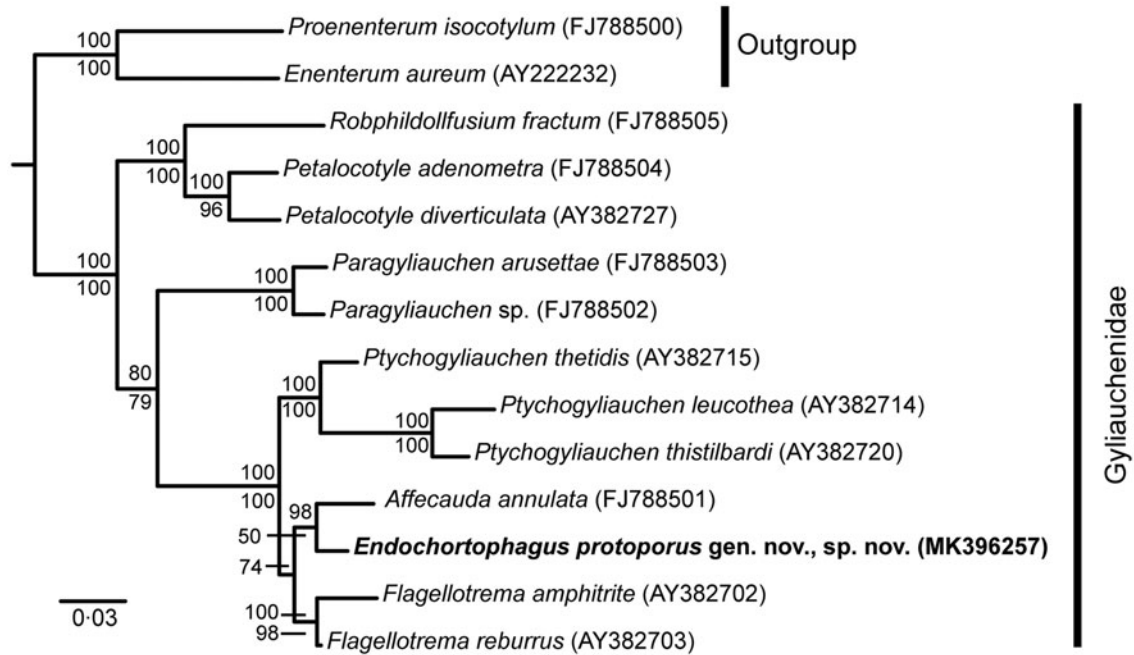 Proenenterum isocotylum (FJ788500)
100
100
Enenterum aureum (AY222232)
Outgroup
Robphildollfusium fractum (FJ788505)
100
100
Petalocotyle adenometra (FJ788504)
100
96
Petalocotyle diverticulata (AY382727)
100
100
Paragyliauchen arusettae (FJ788503)
100
100
Paragyliauchen sp. (FJ788502)
80
79
Ptychogyliauchen thetidis (AY382715)
100
100
Ptychogyliauchen leucothea (AY382714)
100
100
Ptychogyliauchen thistilbardi (AY382720)
100
100
Affecauda annulata (FJ788501)
98
50
Endochortophagus protoporus gen. nov., sp. nov. (MK396257)
74
Flagellotrema amphitrite (AY382702)
100
98
Flagellotrema reburrus (AY382703)
Gyliauchenidae
0·03